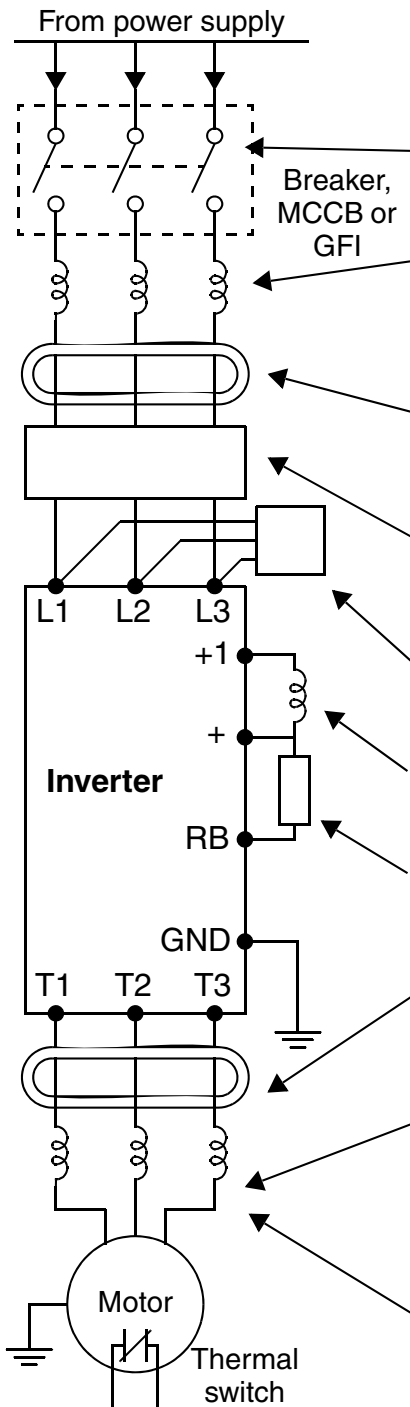 From power supply
Breaker,
MCCB or
GFI
L1 L2 L3
+1
+
Inverter
RB
GND
T1 T2 T3
Motor
Thermal
switch